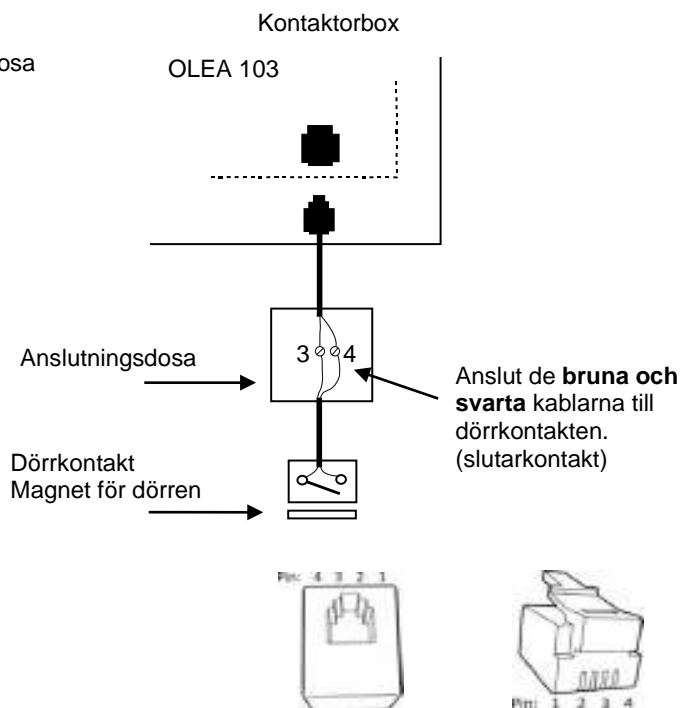 Kontaktorbox
osa
OLEA 103
3 4
Anslutningsdosa
Anslut de bruna och
svarta kablarna till
dörrkontakten.
(slutarkontakt)
Dörrkontakt
Magnet för dörren
Pin: 4 3 2 1
Pin: 1 2 3 4